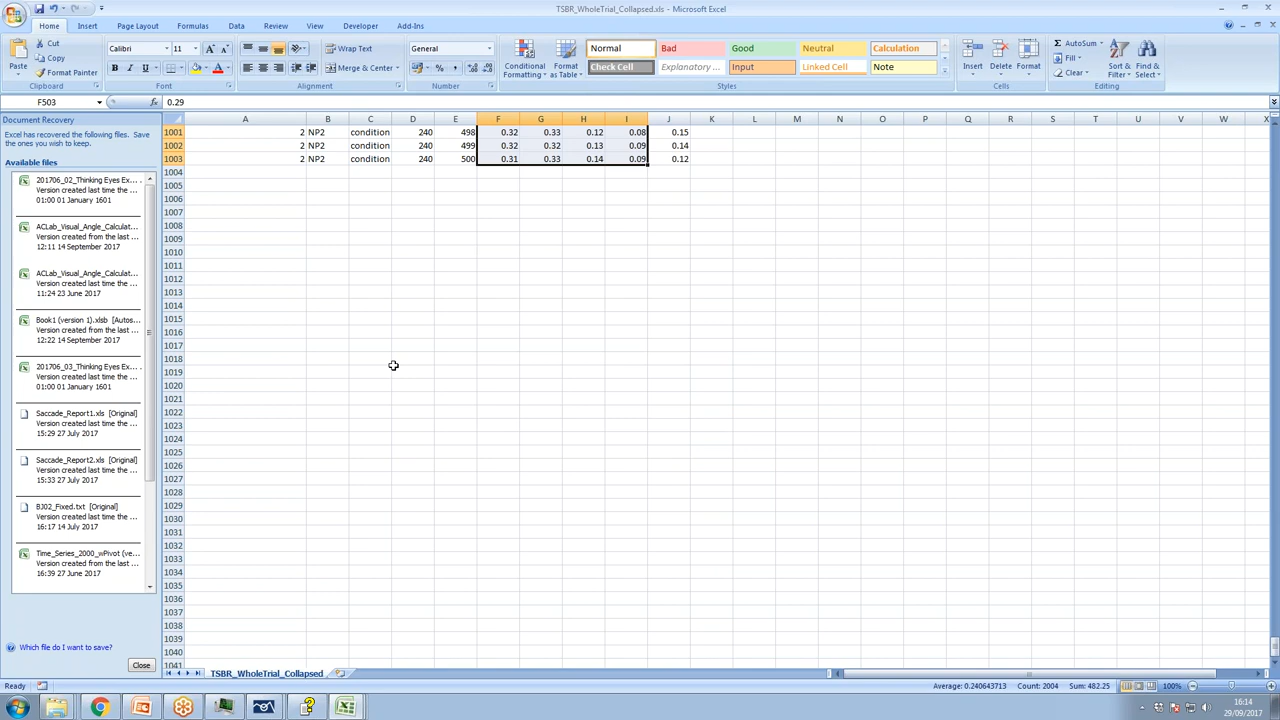 TSBR_WholeTrial_Collapsed.xls - Microsoft Excel
Home Insert Page Layout Formulas Data Review View Developer Add-Ins
Paste
Cut
Copy
Format Painter
Clipboard
Calibri 11
Font
Wrap Text
Merge & Center
Alignment
General
Number
Conditional Formatting
Format as Table
Normal Bad Good Neutral Calculation
Check Cell Explanatory ... Input Linked Cell Note
Styles
Insert Delete Format
Cells
AutoSum
Fill
Clear
Sort & Filter
Find & Select
Editing
F503 0.29
Document Recovery
Excel has recovered the following files. Save the ones you wish to keep.
Available files
201706_02_Thinking Eyes Ex...
Version created last time the ...
01:00 01 January 1601
ACLab_Visual_Angle_Calculat...
Version created from the last ...
12:11 14 September 2017
ACLab_Visual_Angle_Calculat...
Version created from the last ...
11:24 23 June 2017
Book1 (version 1).xlsb [Autos...
Version created from the last ...
12:22 14 September 2017
201706_03_Thinking Eyes Ex...
Version created last time the ...
01:00 01 January 1601
Saccade_Report1.xls [Original]
Version created last time the ...
15:29 27 July 2017
Saccade_Report2.xls [Original]
Version created last time the ...
15:33 27 July 2017
BJ02_Fixed.txt [Original]
Version created last time the ...
16:17 14 July 2017
Time_Series_2000_wPivot (ve...
Version created from the last ...
16:39 27 June 2017
Which file do I want to save?
Close
A B C D E F G H I J K L M N O P Q R S T U V W X
1001 2 NP2 condition 240 498 0.32 0.33 0.12 0.08 0.15
1002 2 NP2 condition 240 499 0.32 0.32 0.13 0.09 0.14
1003 2 NP2 condition 240 500 0.31 0.33 0.14 0.09 0.12
1004
1005
1006
1007
1008
1009
1010
1011
1012
1013
1014
1015
1016
1017
1018
1019
1020
1021
1022
1023
1024
1025
1026
1027
1028
1029
1030
1031
1032
1033
1034
1035
1036
1037
1038
1039
1040
1041
TSBR_WholeTrial_Collapsed
Ready
Average: 0.240643713 Count: 2004 Sum: 482.25 100%
16:14
29/09/2017